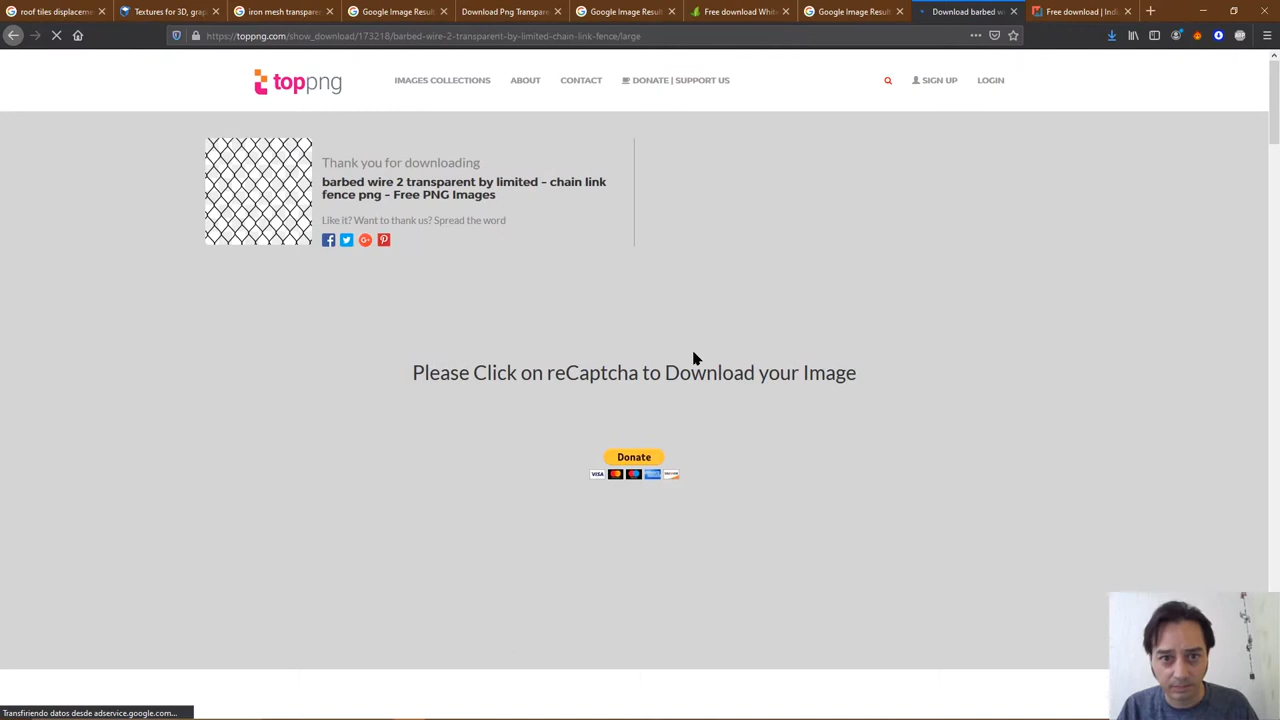 roof tiles displaceme
Textures for 3D, grap
iron mesh transparen
Google Image Result
Download Png Transpare
Google Image Result
Free download Whit
Google Image Result
Download barbed w
Free download | Indi
https://toppng.com/show_download/173218/barbed-wire-2-transparent-by-limited-chain-link-fence/large
toppng
IMAGES COLLECTIONS
ABOUT
CONTACT
DONATE | SUPPORT US
SIGN UP
LOGIN
Thank you for downloading
barbed wire 2 transparent by limited - chain link
fence png - Free PNG Images
Like it? Want to thank us? Spread the word
Please Click on reCaptcha to Download your Image
Donate
VISA
Transfiriendo datos desde adservice.google.com...